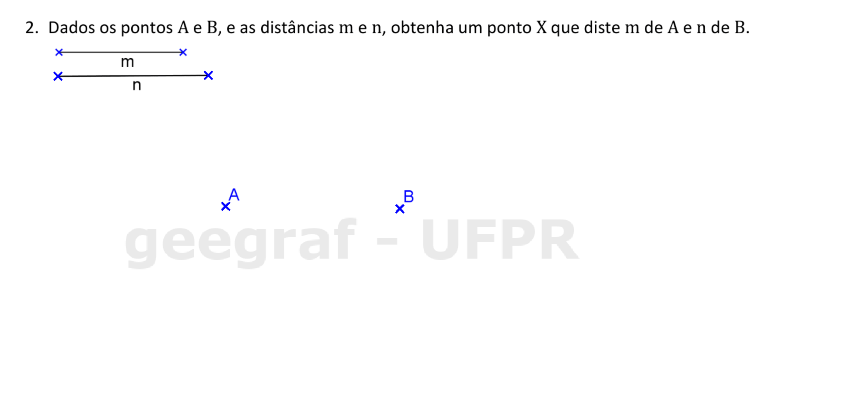 2. Dados os pontos A e B, e as distâncias m e n, obtenha um ponto X que diste m de A e n de B.
m
n
A
B
geegraf - UFPR